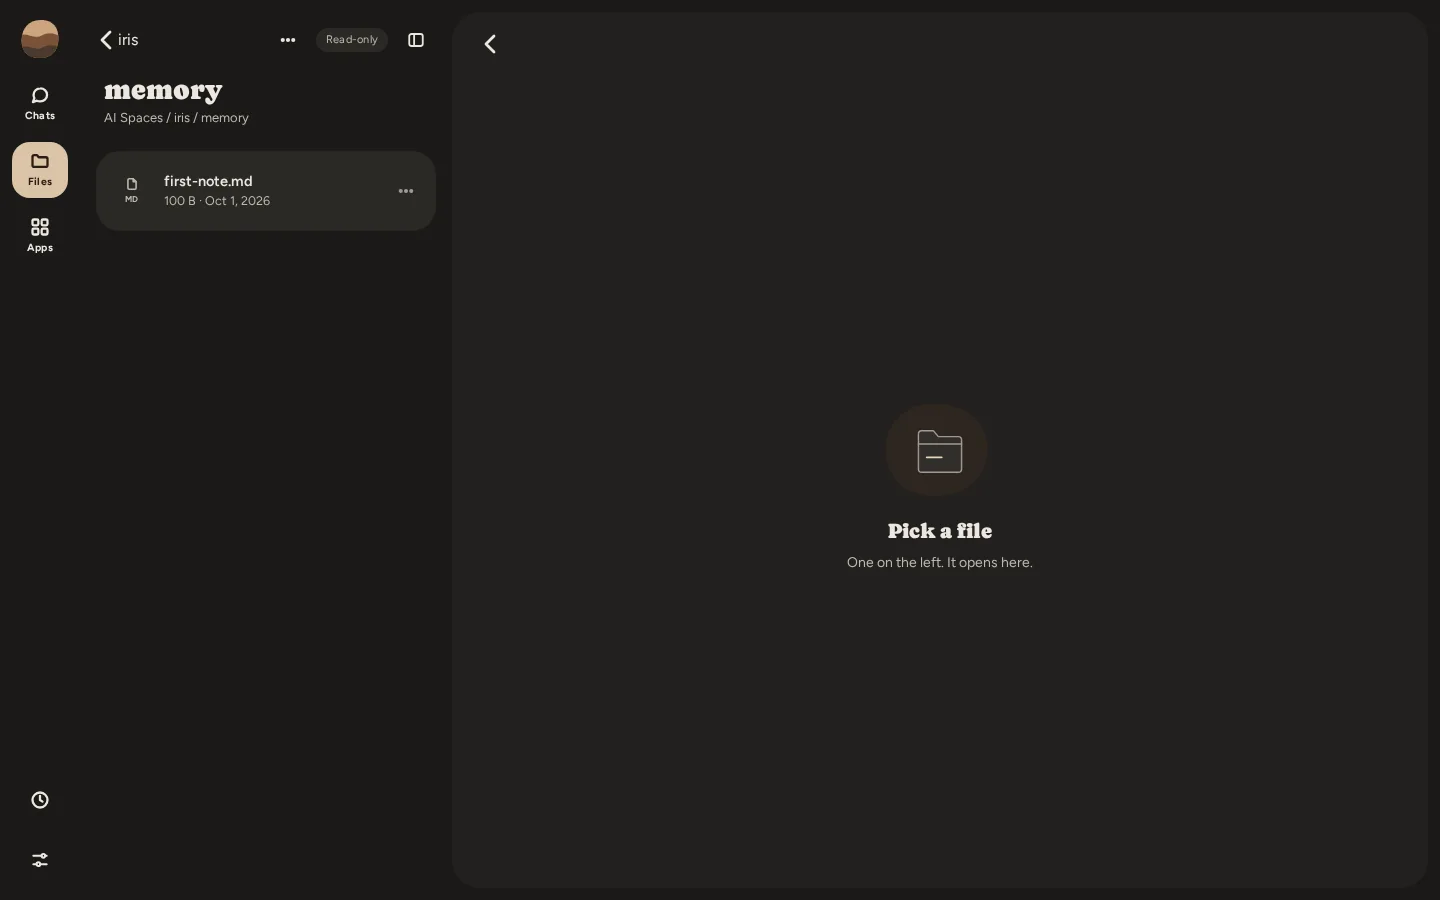 Chats
Files
Apps
iris
Read-only
memory
AI Spaces / iris / memory
MD
first-note.md
100 B · Oct 1, 2026
Pick a file
One on the left. It opens here.